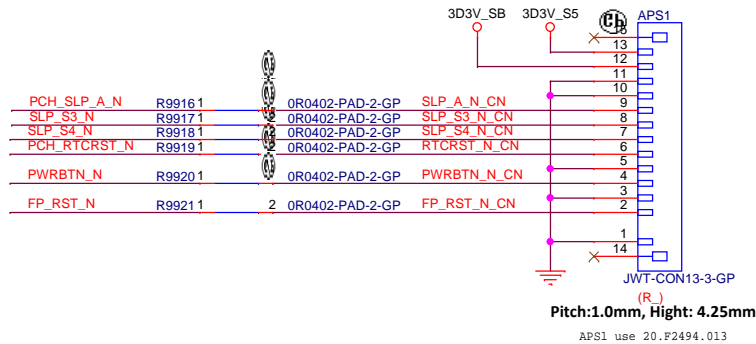 3D3V_SB 3D3V_S5 APS1
15
13
12
11
10
PCH_SLP_A_N R9916 1 0R0402-PAD-2-GP SLP_A_N_CN 9
SLP_S3_N R9917 1 2 0R0402-PAD-2-GP SLP_S3_N_CN 8
SLP_S4_N R9918 1 2 0R0402-PAD-2-GP SLP_S4_N_CN 7
PCH_RTCRST_N R9919 1 2 0R0402-PAD-2-GP RTCRST_N_CN 6
5
PWRBTN_N R9920 1 0R0402-PAD-2-GP PWRBTN_N_CN 4
3
FP_RST_N R9921 1 2 0R0402-PAD-2-GP FP_RST_N_CN 2
1
14
JWT-CON13-3-GP
(R_)
Pitch:1.0mm, Hight: 4.25mm
APS1 use 20.F2494.013